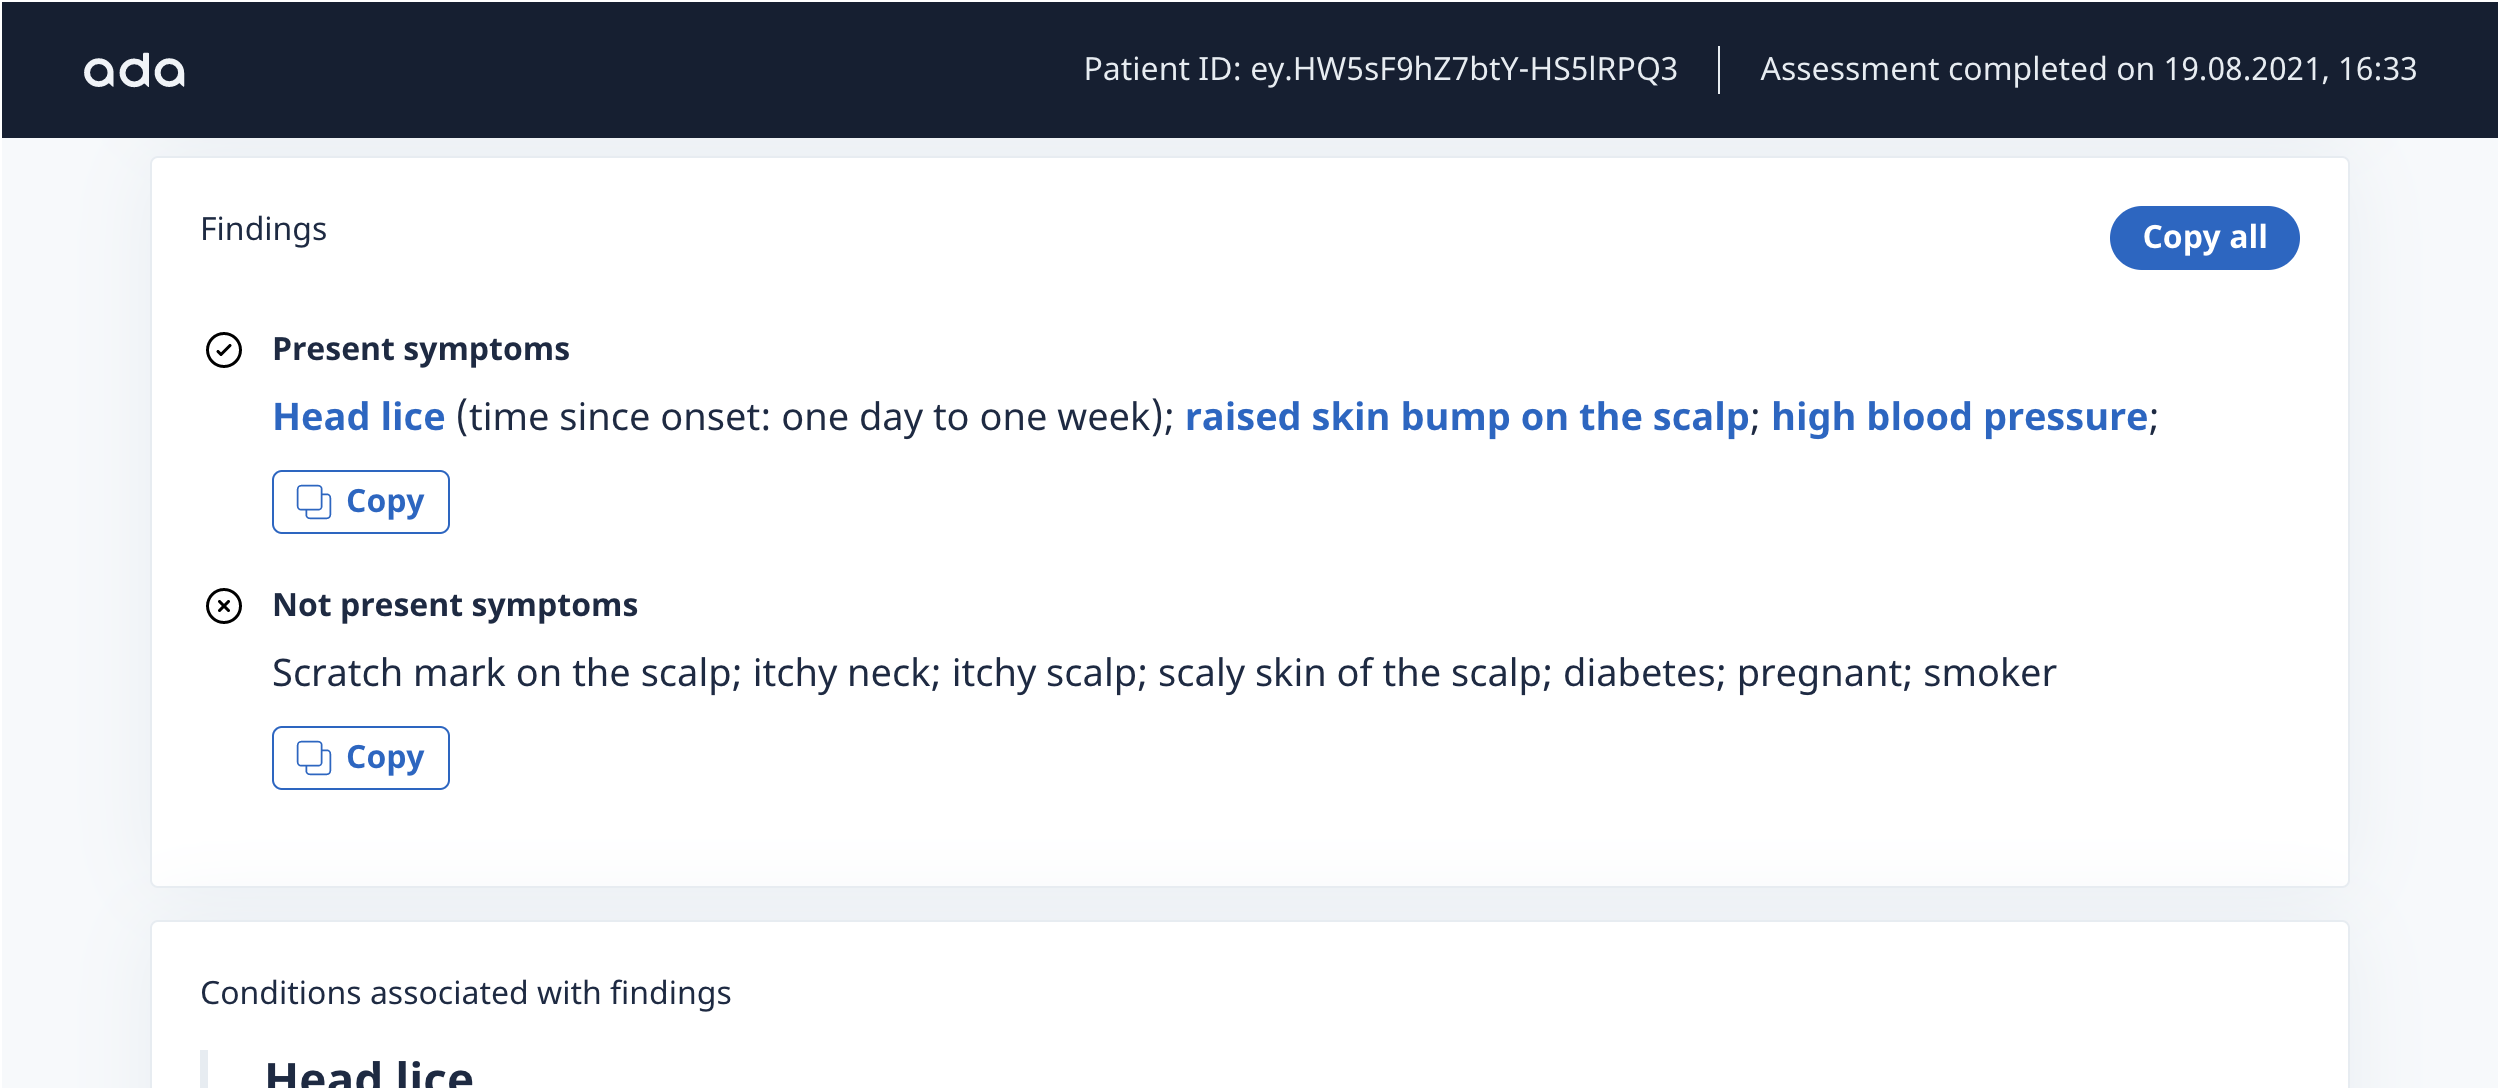 ada
Patient ID: ey.HW5sF9hZ7btY-HS5lRPQ3
Assessment completed on 19.08.2021, 16:33
Findings
Copy all
Present symptoms
Head lice (time since onset: one day to one week); raised skin bump on the scalp; high blood pressure;
Copy
Not present symptoms
Scratch mark on the scalp; itchy neck; itchy scalp; scaly skin of the scalp; diabetes; pregnant; smoker
Copy
Conditions associated with findings
Head lice